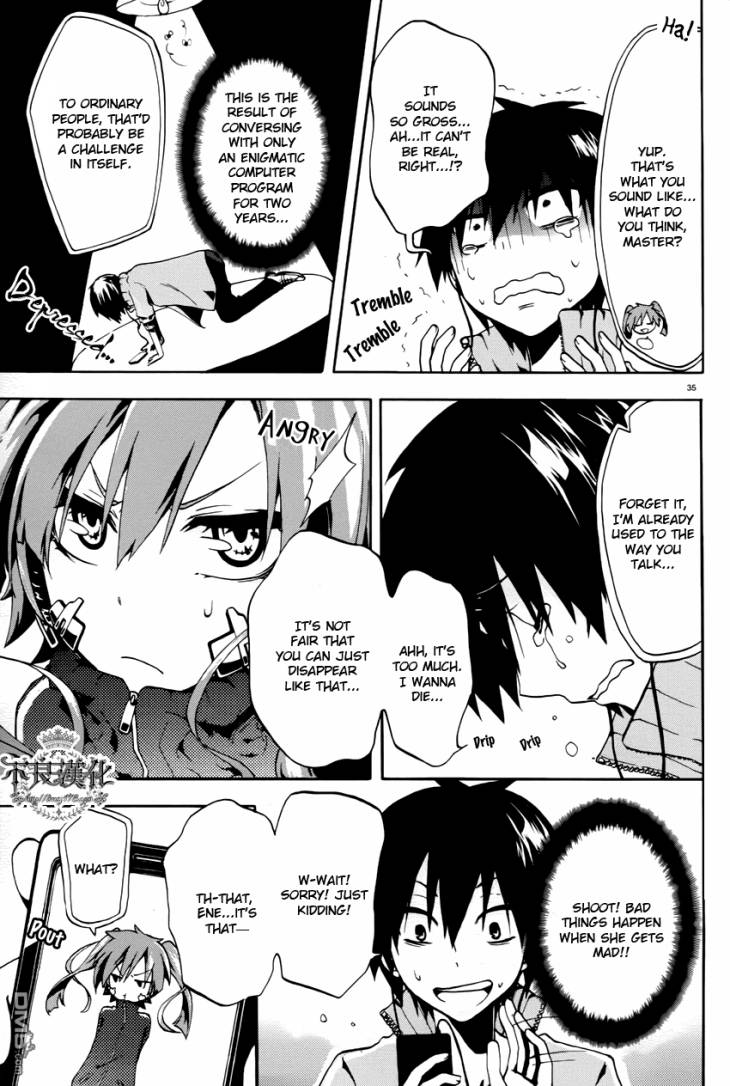 Ha!
YUP.
THAT'S
WHAT YOU
SOUND LIKE...
WHAT DO
YOU THINK,
MASTER?
IT
SOUNDS
SO GROSS...
AH...IT CAN'T
BE REAL,
RIGHT...!?
Tremble
Tremble
THIS IS THE
RESULT OF
CONVERSING
WITH ONLY
AN ENIGMATIC
COMPUTER
PROGRAM
FOR TWO
YEARS...
TO ORDINARY
PEOPLE, THAT'D
PROBABLY BE
A CHALLENGE
IN ITSELF.
Depressed...
35
FORGET IT,
I'M ALREADY
USED TO THE
WAY YOU
TALK...
AHH, IT'S
TOO MUCH.
I WANNA
DIE...
Drip
Drip
IT'S NOT
FAIR THAT
YOU CAN JUST
DISAPPEAR
LIKE THAT...
ANGRY
不良漢化
SHOOT! BAD
THINGS HAPPEN
WHEN SHE GETS
MAD!!
W-WAIT!
SORRY! JUST
KIDDING!
TH-THAT,
ENE...IT'S
THAT—
WHAT?
Pout